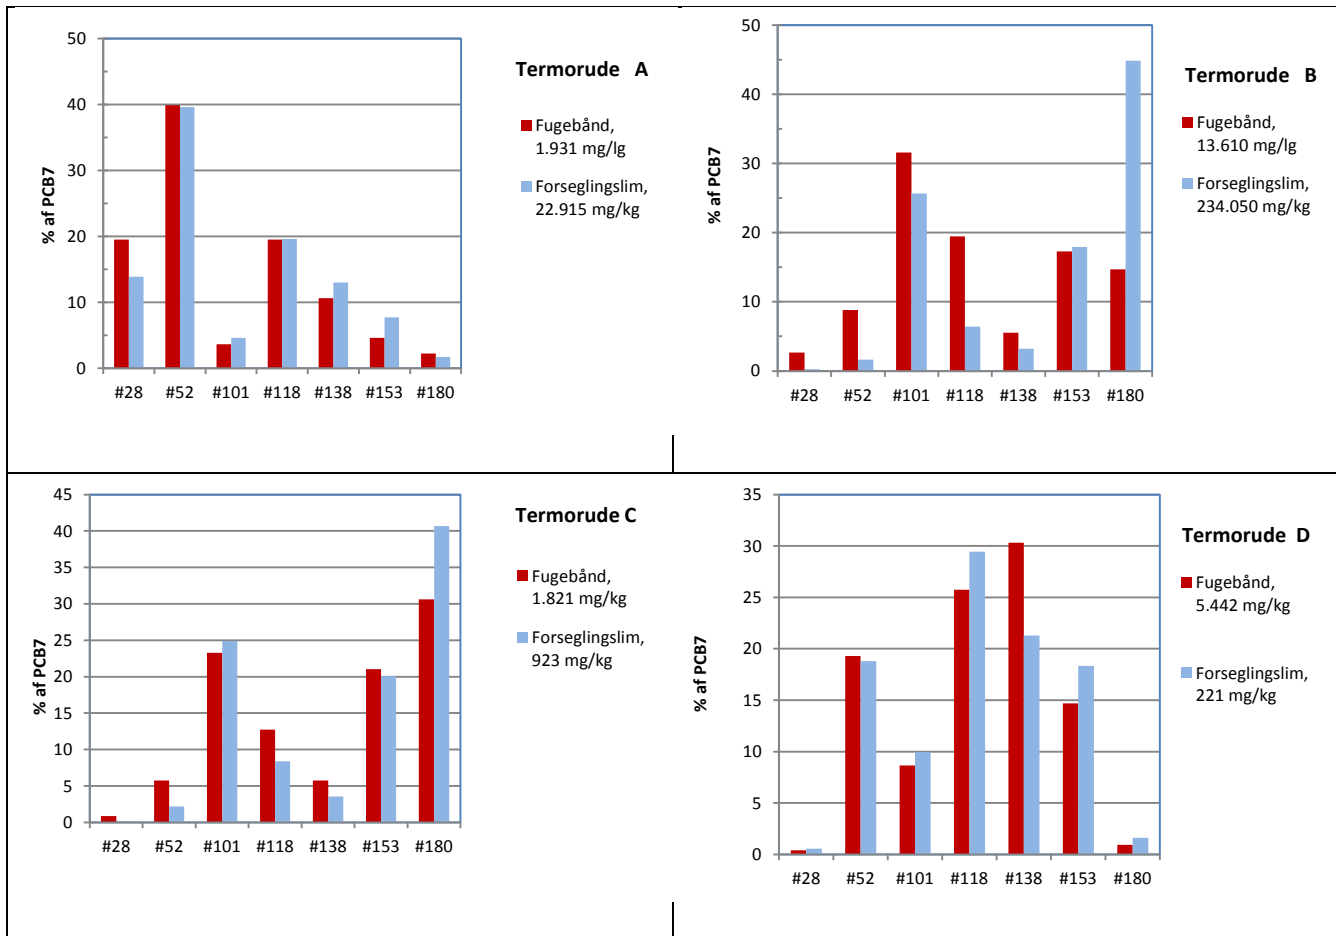 Termorude A
% af PCB7
50
40
30
20
10
0
#28 #52 #101 #118 #138 #153 #180
Fugebånd,
1.931 mg/lg
Forseglingslim,
22.915 mg/kg
Termorude B
% af PCB7
50
40
30
20
10
0
#28 #52 #101 #118 #138 #153 #180
Fugebånd,
13.610 mg/lg
Forseglingslim,
234.050 mg/kg
Termorude C
% af PCB7
45
40
35
30
25
20
15
10
5
0
#28 #52 #101 #118 #138 #153 #180
Fugebånd,
1.821 mg/kg
Forseglingslim,
923 mg/kg
Termorude D
% af PCB7
35
30
25
20
15
10
5
0
#28 #52 #101 #118 #138 #153 #180
Fugebånd,
5.442 mg/kg
Forseglingslim,
221 mg/kg